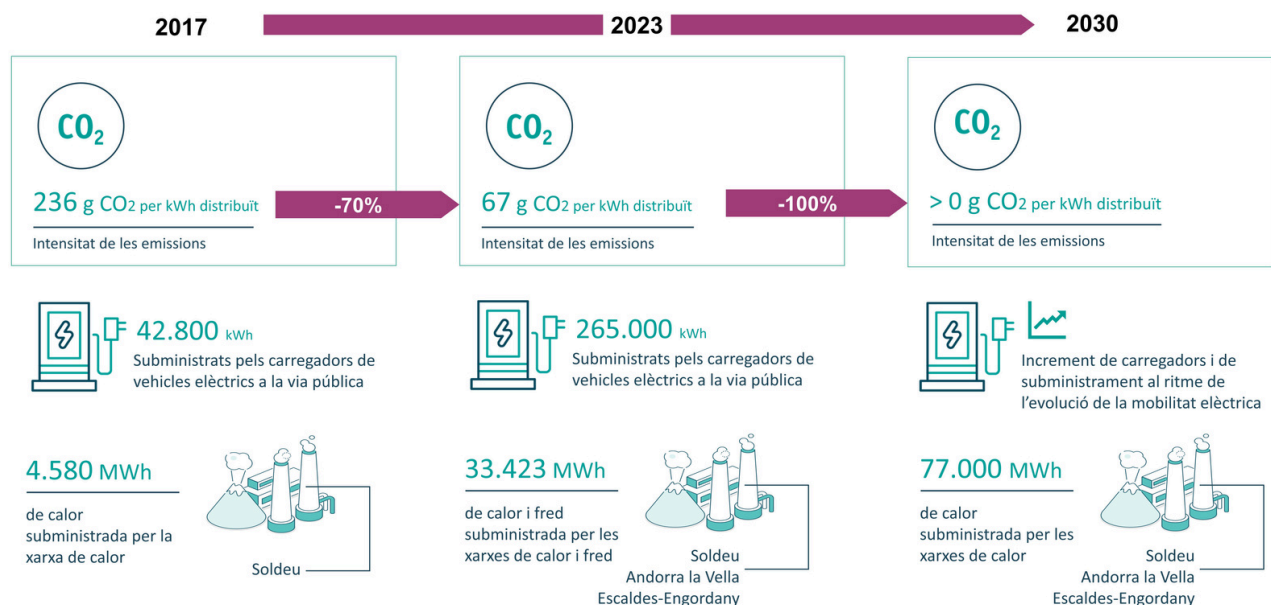 2017
2023
2030
CO₂
236 g CO₂ per kWh distribuït
Intensitat de les emissions
-70%
CO₂
67 g CO₂ per kWh distribuït
Intensitat de les emissions
-100%
CO₂
> 0 g CO₂ per kWh distribuït
Intensitat de les emissions
42.800 kWh
Subministrats pels carregadors de
vehicles elèctrics a la via pública
265.000 kWh
Subministrats pels carregadors de
vehicles elèctrics a la via pública
Increment de carregadors i de
subministrament al ritme de
l'evolució de la mobilitat elèctrica
4.580 MWh
de calor
subministrada per la
xarxa de calor
Soldeu
33.423 MWh
de calor i fred
subministrada per les
xarxes de calor i fred
Soldeu
Andorra la Vella
Escaldes-Engordany
77.000 MWh
de calor
subministrada per les
xarxes de calor
Soldeu
Andorra la Vella
Escaldes-Engordany